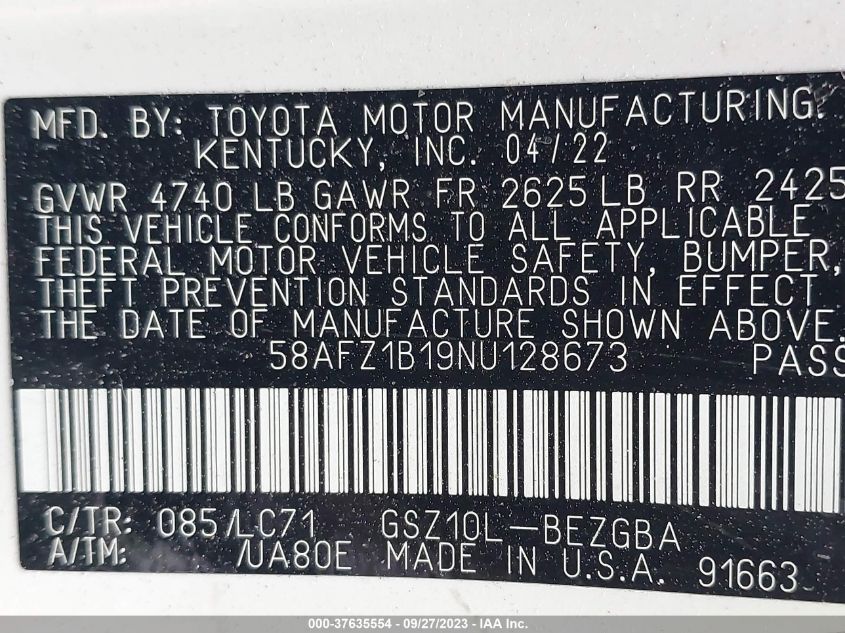 MFD. BY: TOYOTA MOTOR MANUFACTURING.
KENTUCKY, INC. 04/22
GVWR 4740 LB GAWR FR 2625 LB RR 2425
THIS VEHICLE CONFORMS TO ALL APPLICABLE
FEDERAL MOTOR VEHICLE SAFETY, BUMPER,
THEFT PREVENTION STANDARDS IN EFFECT
THE DATE OF MANUFACTURE SHOWN ABOVE.
58AFZ1B19NU128673 PASS
C/TR: 085/LC71 GSZ10L-BEZGBA
A/TM: /UA80E MADE IN U.S.A. 91663
000-37635554 - 09/27/2023 - IAA Inc.